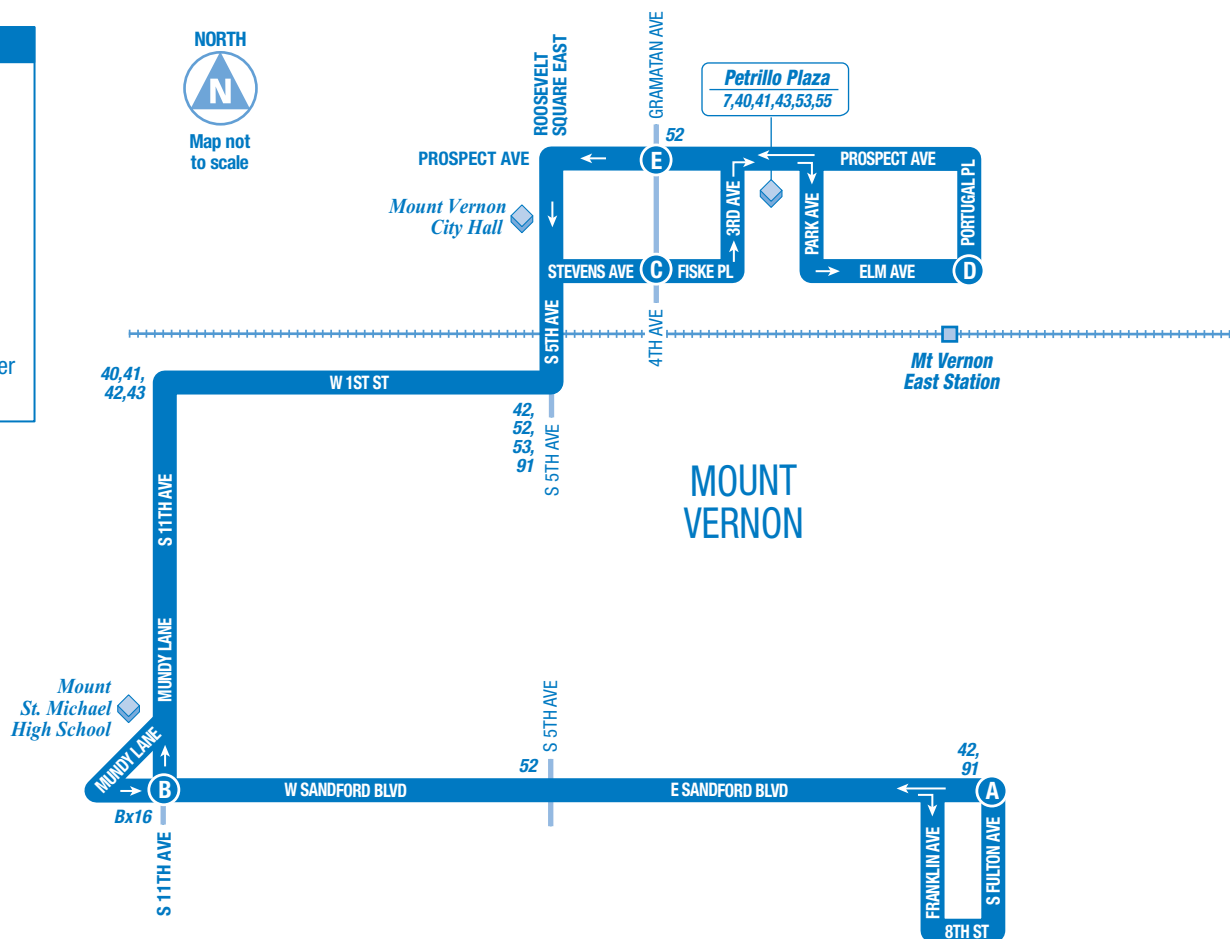 NORTH
N
Map not
to scale
er
ROOSEVELT
SQUARE EAST
GRAMATAN AVE
Petrillo Plaza
7,40,41,43,53,55
52
PROSPECT AVE
E
PROSPECT AVE
Mount Vernon
City Hall
3RD AVE
PARK AVE
PORTUGAL PL
STEVENS AVE
C
FISKE PL
ELM AVE
D
S 5TH AVE
4TH AVE
Mt Vernon
East Station
40,41,
42,43
W 1ST ST
42,
52,
53,
91
S 5TH AVE
MOUNT
VERNON
S 11TH AVE
MUNDY LANE
Mount
St. Michael
High School
MUNDY LANE
B
Bx16
S 11TH AVE
W SANDFORD BLVD
52
S 5TH AVE
E SANDFORD BLVD
42,
91
A
FRANKLIN AVE
S FULTON AVE
8TH ST